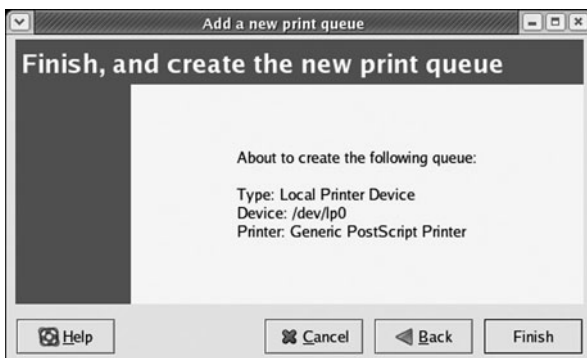 Add a new print queue
Finish, and create the new print queue
About to create the following queue:
Type: Local Printer Device
Device: /dev/lp0
Printer: Generic PostScript Printer
Help
Cancel
Back
Finish